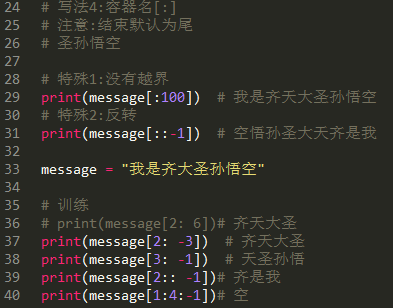 24 # 写法4:容器名[:]
25 # 注意:结束默认为尾
26 # 圣孙悟空
27
28 # 特殊1:没有越界
29 print(message[:100]) # 我是齐天大圣孙悟空
30 # 特殊2:反转
31 print(message[::-1]) # 空悟孙圣大天齐是我
32
33 message = "我是齐天大圣孙悟空"
34
35 # 训练
36 # print(message[2: 6])# 齐天大圣
37 print(message[2: -3]) # 齐天大圣
38 print(message[3: -1]) # 天圣孙悟
39 print(message[2:: -1])# 齐是我
40 print(message[1:4:-1])# 空